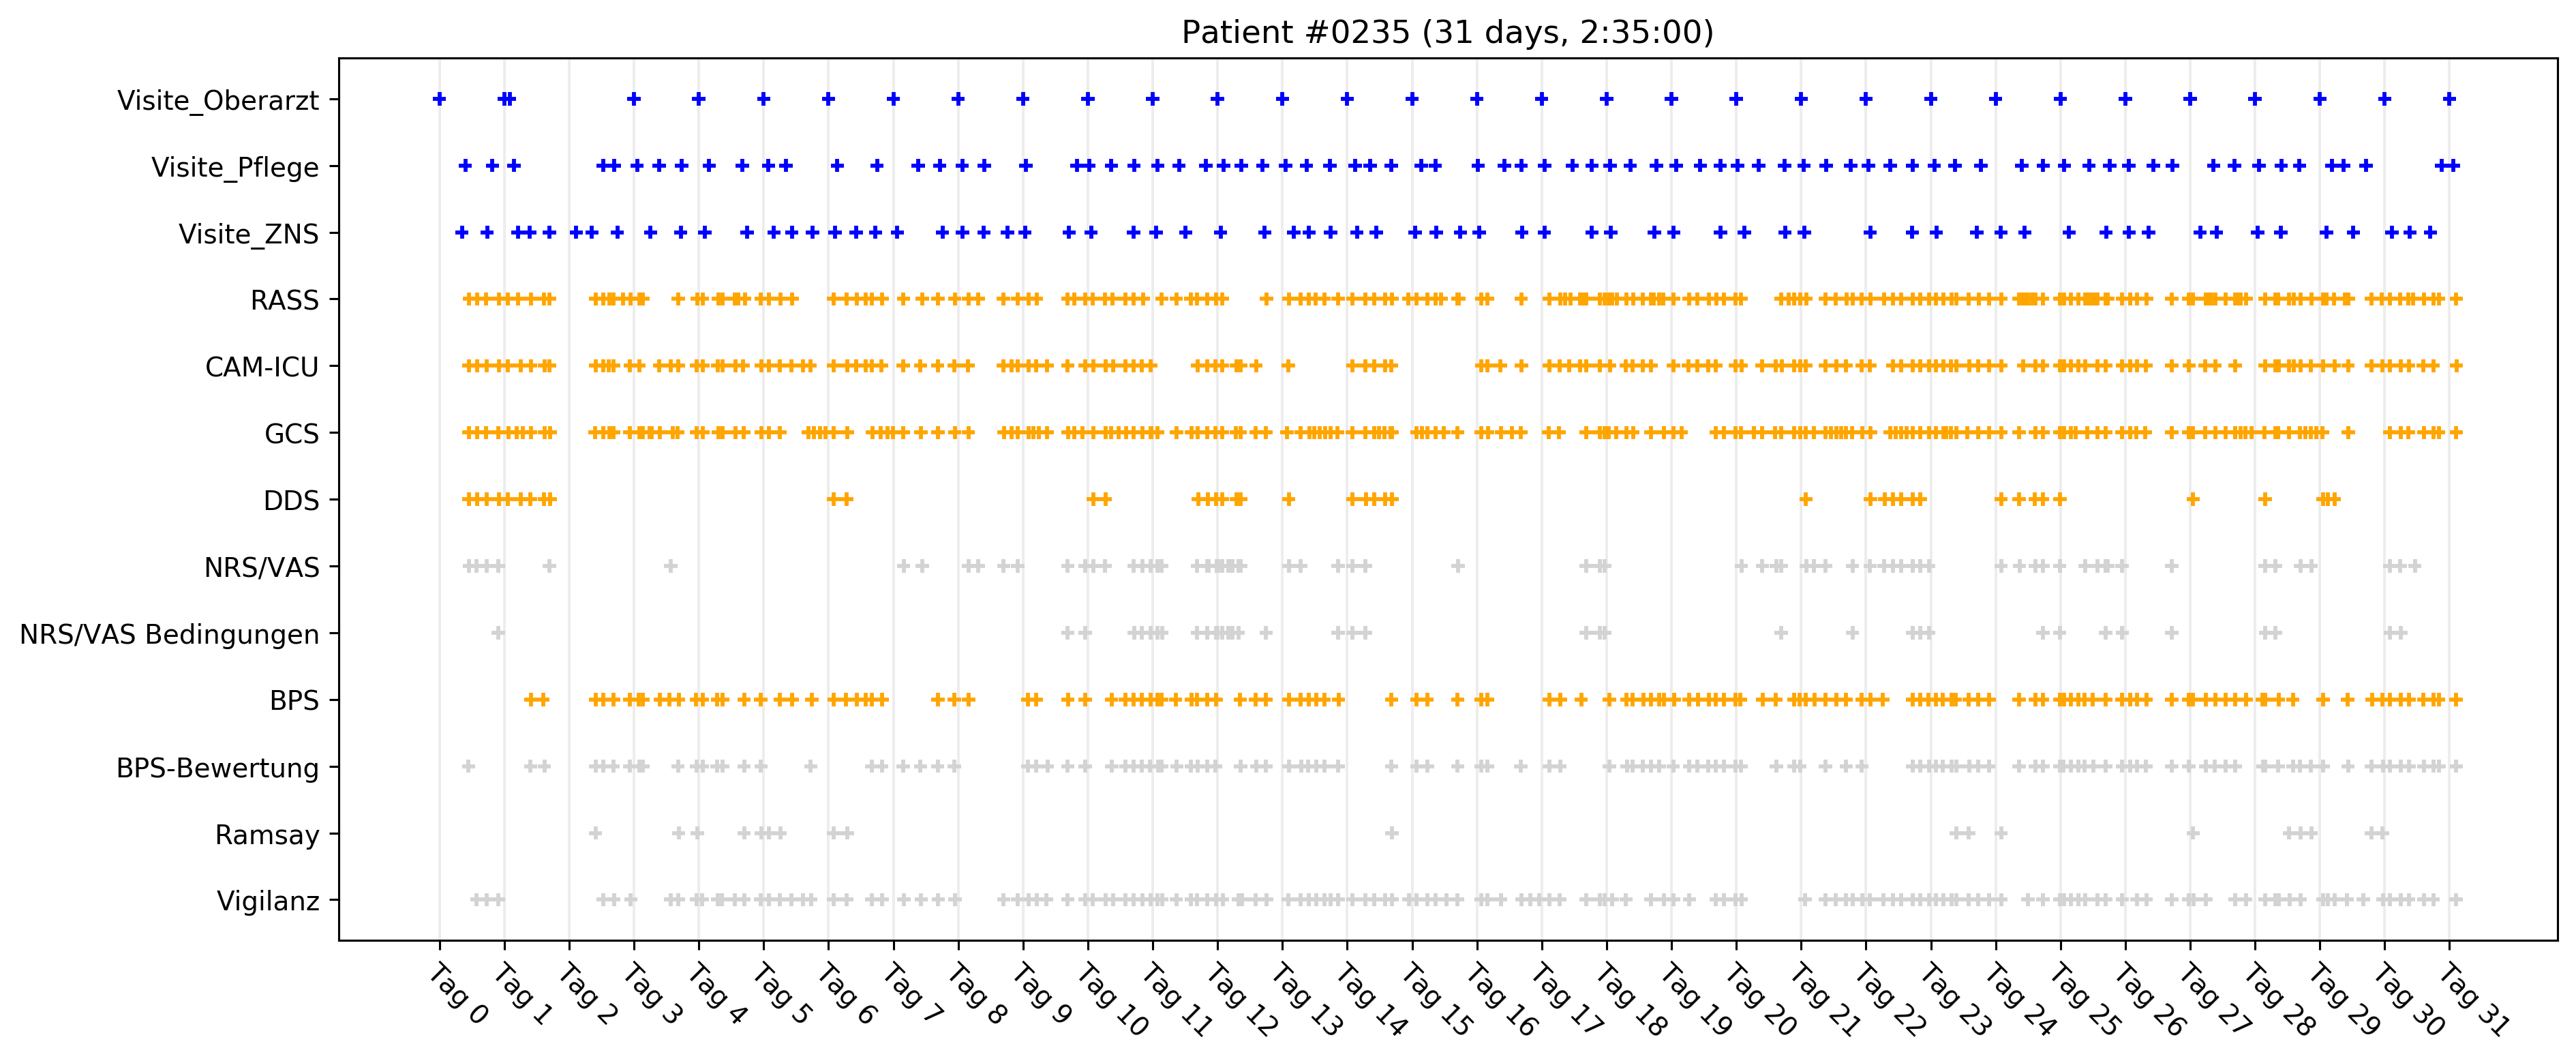 Patient #0235 (31 days, 2:35:00)
Visite_Oberarzt
Visite_Pflege
Visite_ZNS
RASS
CAM-ICU
GCS
DDS
NRS/VAS
NRS/VAS Bedingungen
BPS
BPS-Bewertung
Ramsay
Vigilanz
Tag 0
Tag 1
Tag 2
Tag 3
Tag 4
Tag 5
Tag 6
Tag 7
Tag 8
Tag 9
Tag 10
Tag 11
Tag 12
Tag 13
Tag 14
Tag 15
Tag 16
Tag 17
Tag 18
Tag 19
Tag 20
Tag 21
Tag 22
Tag 23
Tag 24
Tag 25
Tag 26
Tag 27
Tag 28
Tag 29
Tag 30
Tag 31